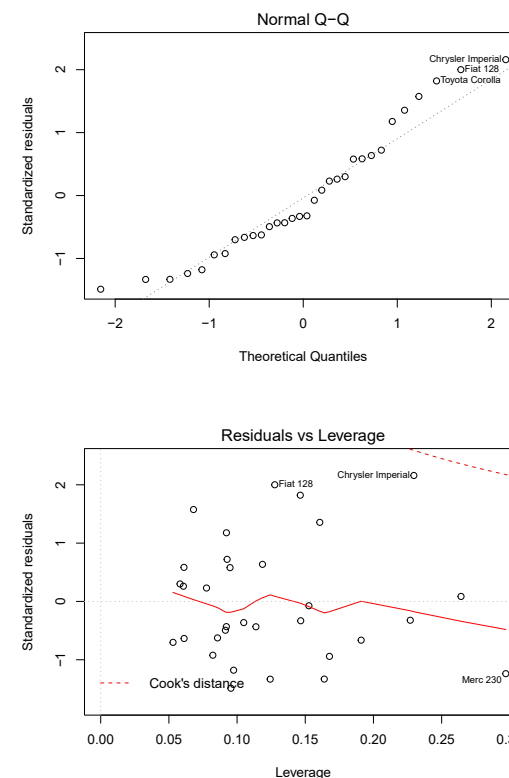 Normal Q−Q
Chrysler Imperial
Fiat 128
Toyota Corolla
2
1
0
−1
Standardized residuals
−2
−1
0
1
2
Theoretical Quantiles
Residuals vs Leverage
Chrysler Imperial
Fiat 128
2
1
0
−1
Standardized residuals
Merc 230
Cook's distance
0.00
0.05
0.10
0.15
0.20
0.25
Leverage